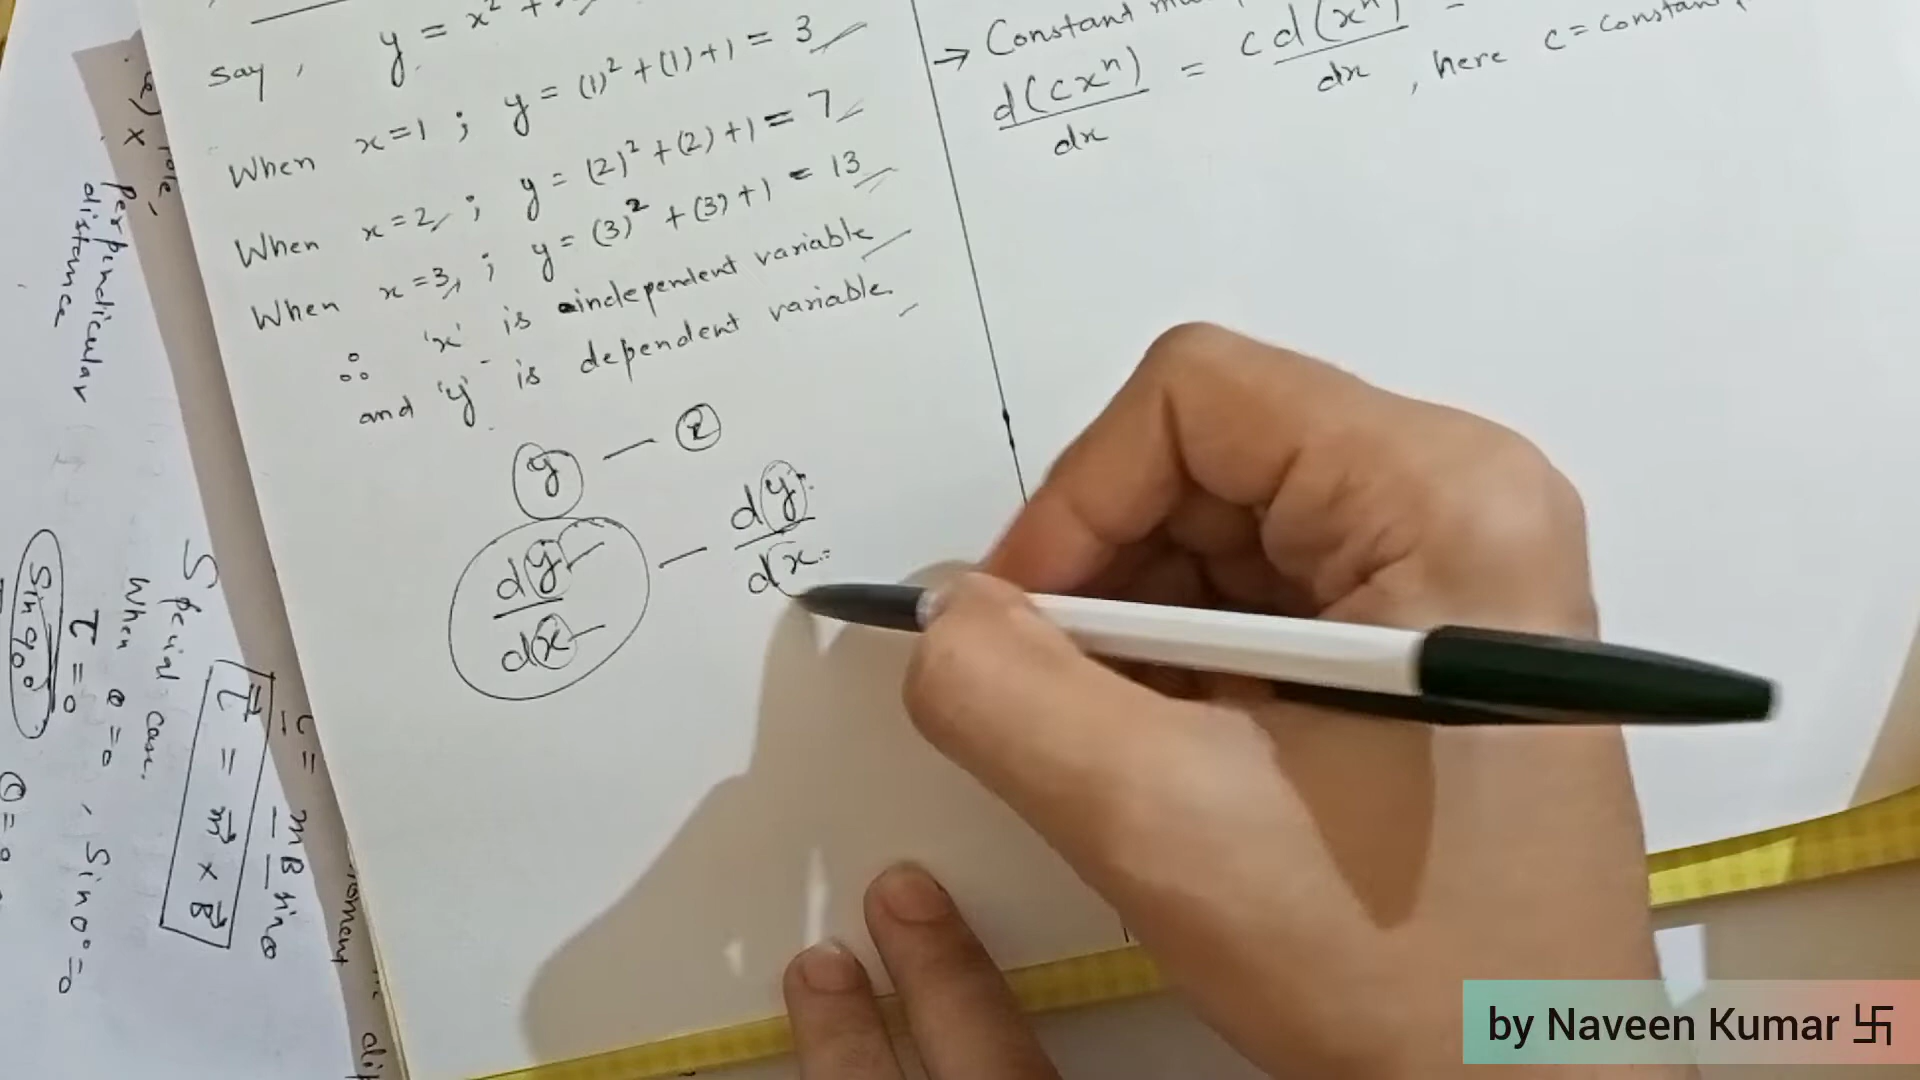 Say, y = x² +
When x=1 ; y = (1)² + (1) + 1 = 3
When x=2 ; y = (2)² + (2) + 1 = 7
When x=3 ; y = (3)² + (3) + 1 = 13
∴ 'x' is independent variable
and 'y' is dependent variable
y — x
dy/dx — dy/dx
→ Constant
d(cxⁿ)/dx = c d(xⁿ)/dx , here c = constant
x perpendicular
distance
Special case.
When θ = 0
τ = 0 , Sin 0° = 0
Sin 90°
τ = mB sinθ
τ⃗ = m⃗ × B⃗
by Naveen Kumar 卐